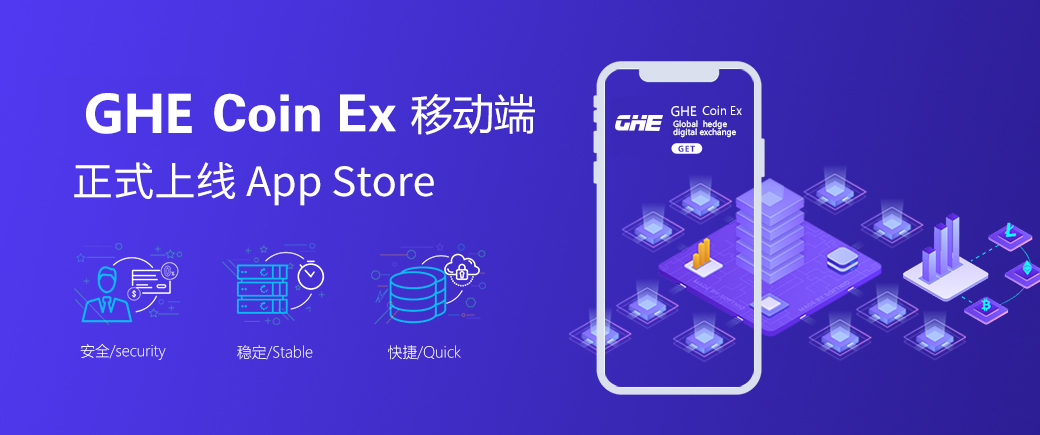 GHE Coin Ex 移动端
正式上线 App Store
安全/security
稳定/Stable
快捷/Quick
GHE
GHE Coin Ex
Global hedge
digital exchange
GET